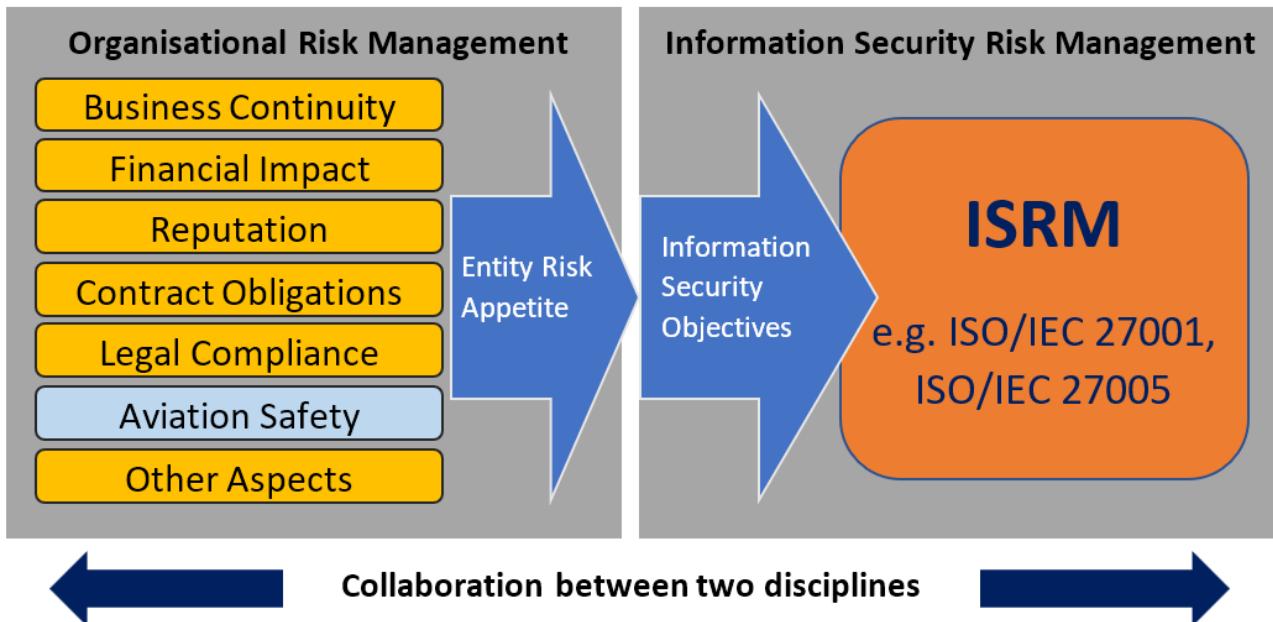 Organisational Risk Management
Business Continuity
Financial Impact
Reputation
Contract Obligations
Legal Compliance
Aviation Safety
Other Aspects
Entity Risk
Appetite
Information Security Risk Management
Information
Security
Objectives
ISRM
e.g. ISO/IEC 27001,
ISO/IEC 27005
Collaboration between two disciplines